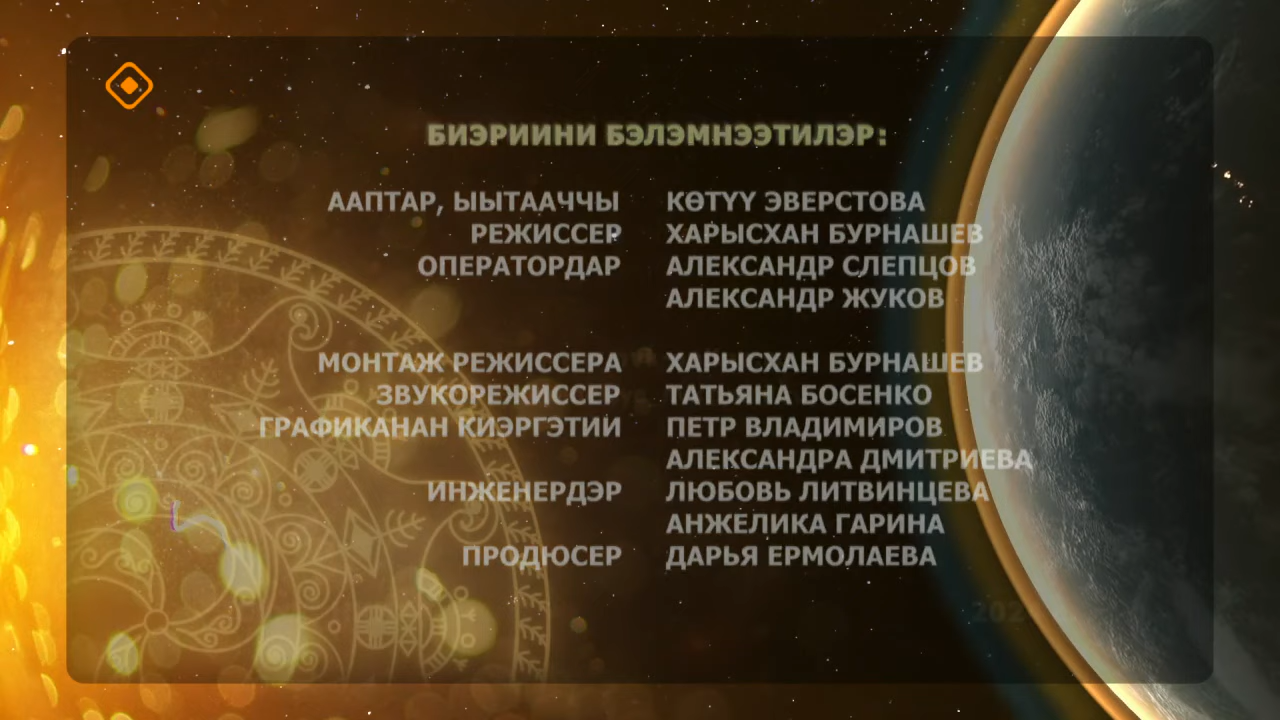 БИЭРИИНИ БЭЛЭМНЭЭТИЛЭР:
ААПТАР, ЫЫТААЧЧЫ КӨТҮҮ ЭВЕРСТОВА
РЕЖИССЕР ХАРЫСХАН БУРНАШЕВ
ОПЕРАТОРДАР АЛЕКСАНДР СЛЕПЦОВ
АЛЕКСАНДР ЖУКОВ
МОНТАЖ РЕЖИССЕРА ХАРЫСХАН БУРНАШЕВ
ЗВУКОРЕЖИССЕР ТАТЬЯНА БОСЕНКО
ГРАФИКАНАН КИЭРГЭТИИ ПЕТР ВЛАДИМИРОВ
АЛЕКСАНДРА ДМИТРИЕВА
ИНЖЕНЕРДЭР ЛЮБОВЬ ЛИТВИНЦЕВА
АНЖЕЛИКА ГАРИНА
ПРОДЮСЕР ДАРЬЯ ЕРМОЛАЕВА